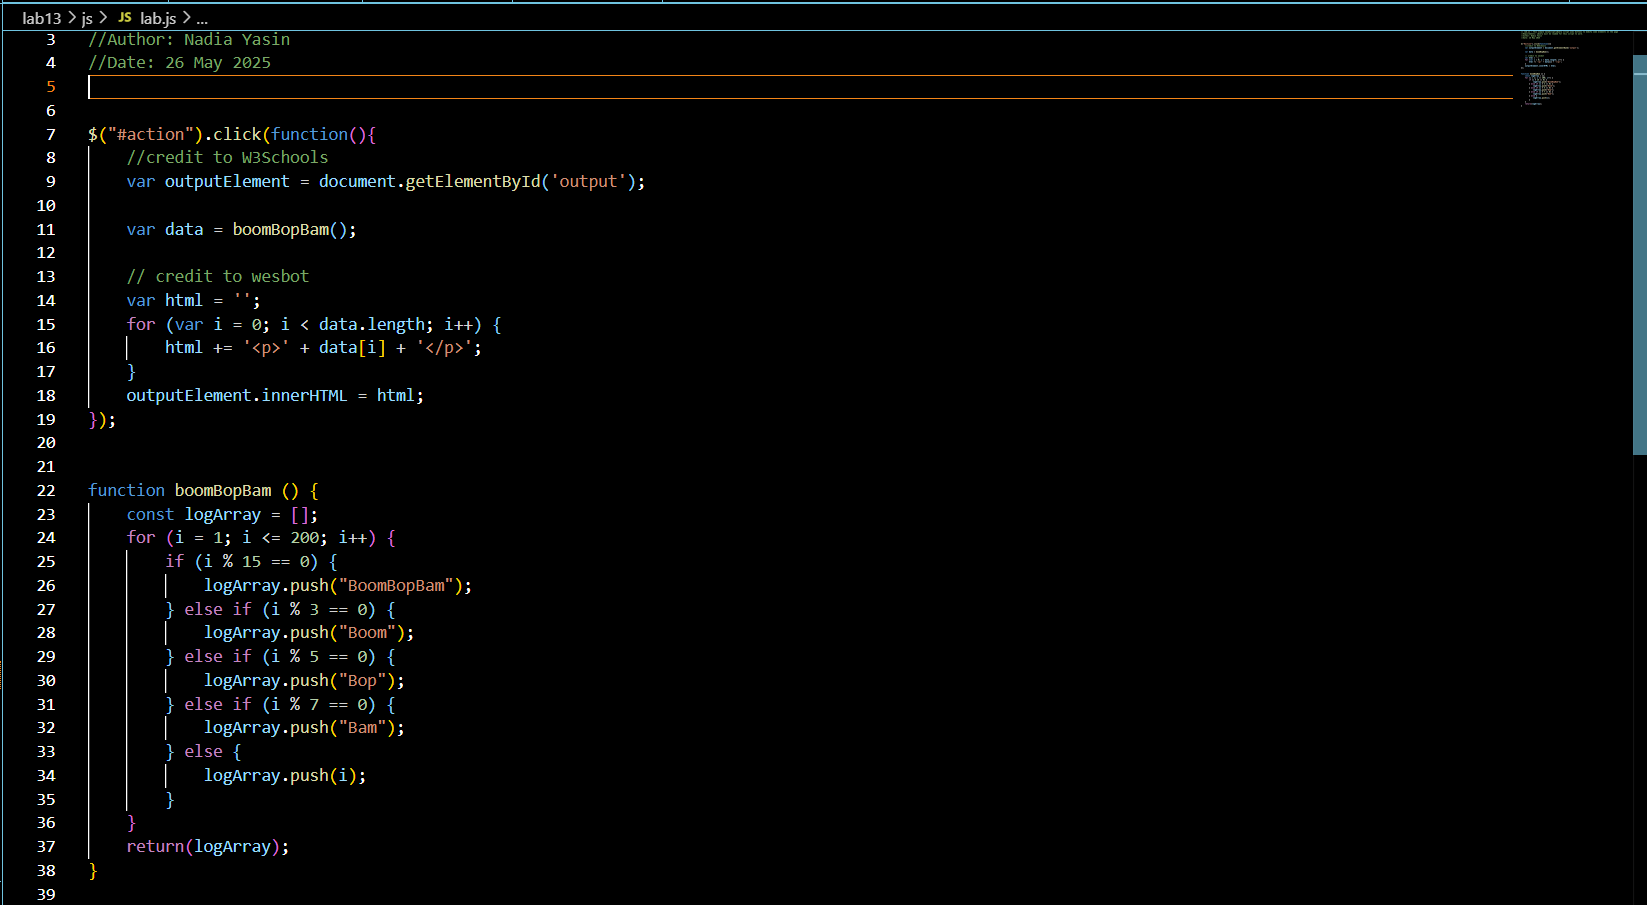 lab13 > js > JS lab.js > ...
3 //Author: Nadia Yasin
4 //Date: 26 May 2025
5
6
7 $("#action").click(function(){
8     //credit to W3Schools
9     var outputElement = document.getElementById('output');
10
11     var data = boomBopBam();
12
13     // credit to wesbot
14     var html = '';
15     for (var i = 0; i < data.length; i++) {
16         html += '<p>' + data[i] + '</p>';
17     }
18     outputElement.innerHTML = html;
19 });
20
21
22 function boomBopBam () {
23     const logArray = [];
24     for (i = 1; i <= 200; i++) {
25         if (i % 15 == 0) {
26             logArray.push("BoomBopBam");
27         } else if (i % 3 == 0) {
28             logArray.push("Boom");
29         } else if (i % 5 == 0) {
30             logArray.push("Bop");
31         } else if (i % 7 == 0) {
32             logArray.push("Bam");
33         } else {
34             logArray.push(i);
35         }
36     }
37     return(logArray);
38 }
39